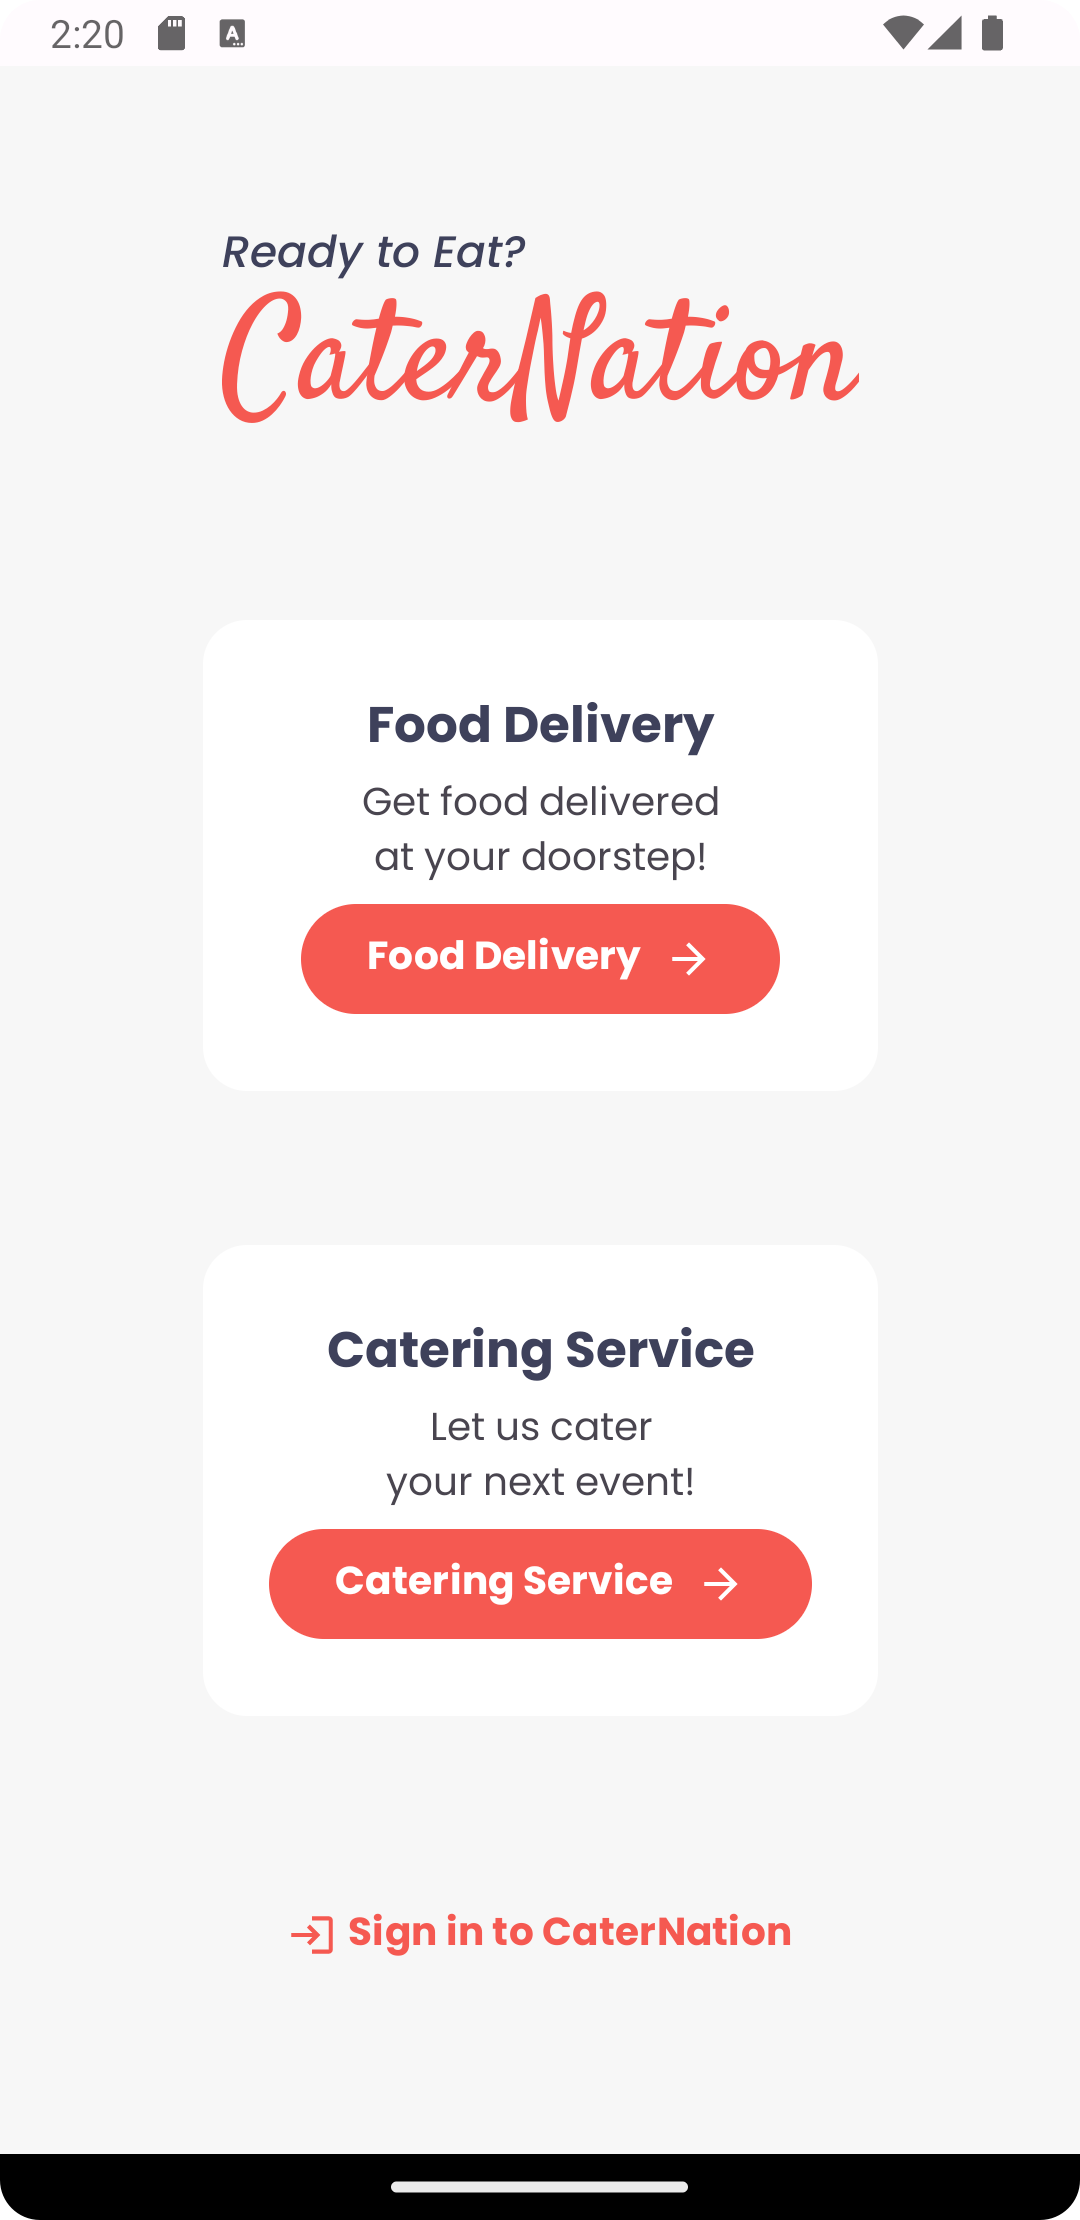 2:20
Ready to Eat?
CaterNation
Food Delivery
Get food delivered
at your doorstep!
Food Delivery
Catering Service
Let us cater
your next event!
Catering Service
Sign in to CaterNation